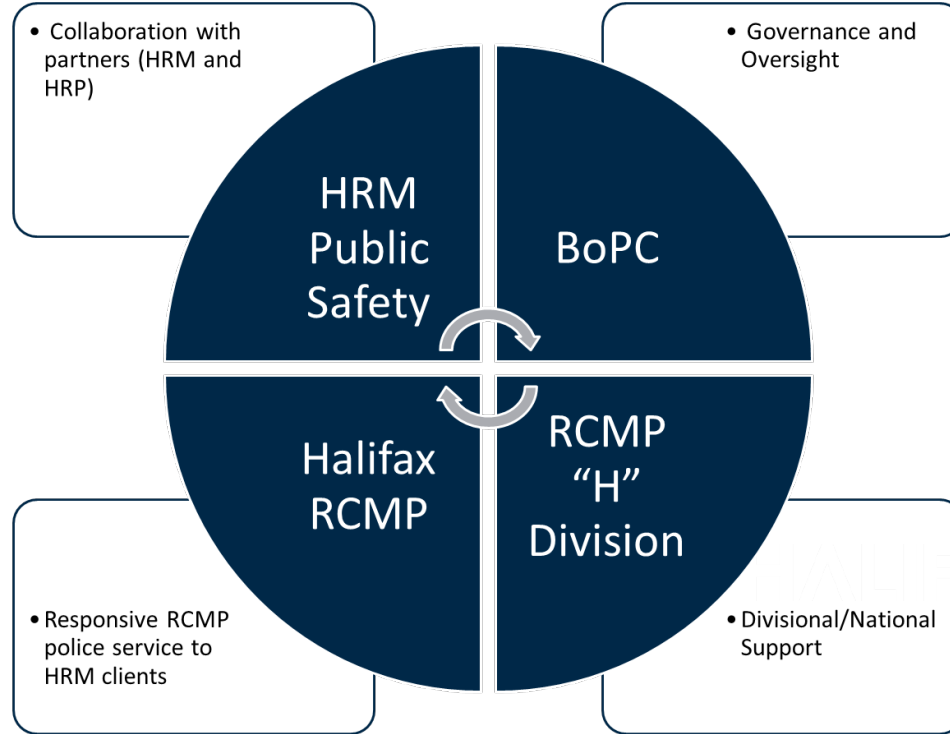 • Collaboration with
partners (HRM and
HRP)
• Governance and
Oversight
HRM
Public
Safety
BoPC
Halifax
RCMP
RCMP
“H”
Division
• Responsive RCMP
police service to
HRM clients
• Divisional/National
Support